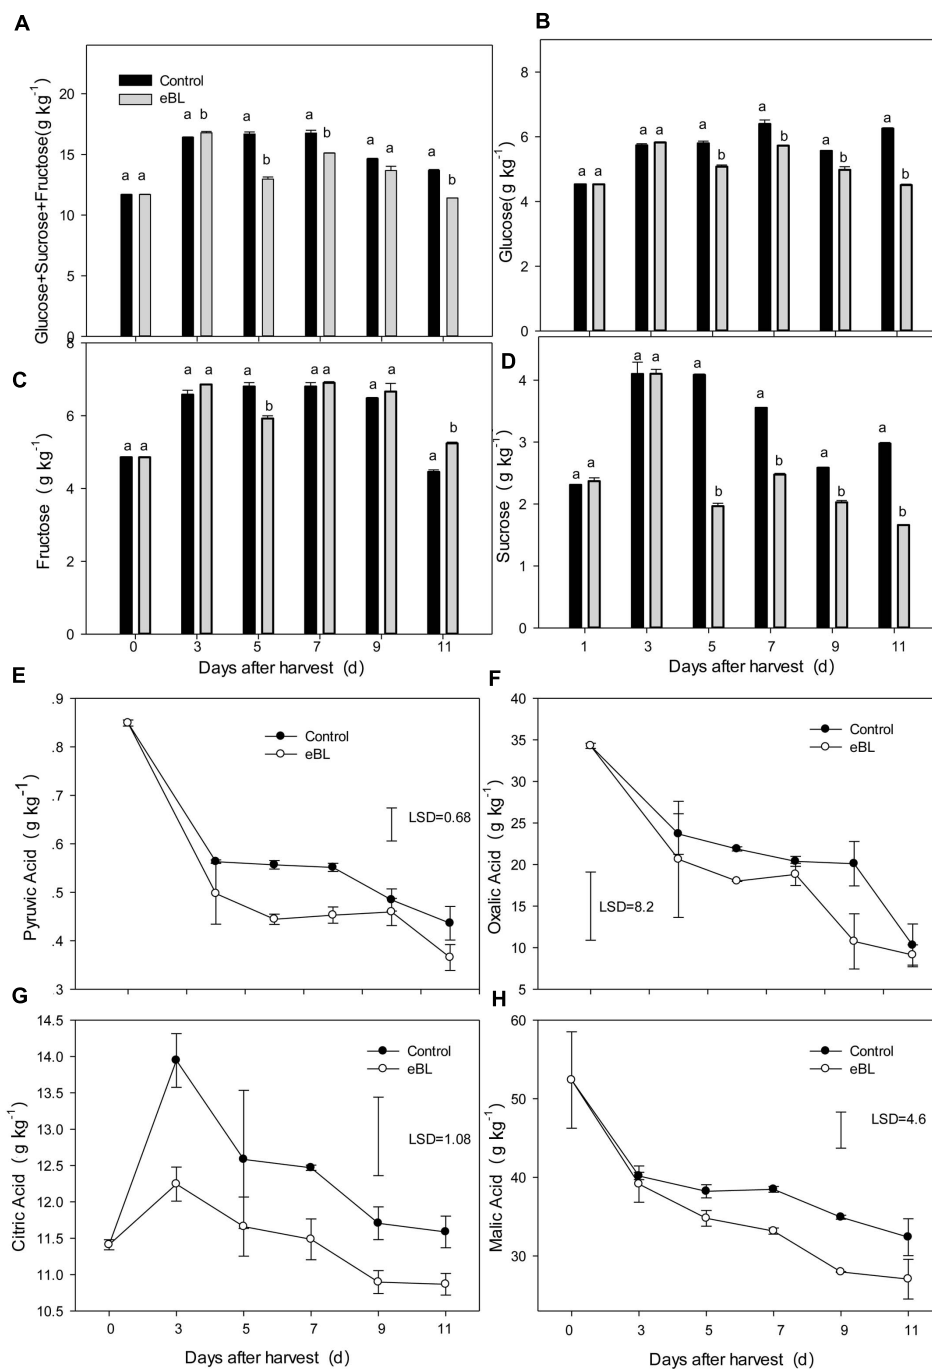 A
Glucose+Sucrose+Fructose(g kg-1)
20
15
10
5
0
Control
eBL
a a
a b
a b
a b
a a
a b
B
Glucose(g kg-1)
8
6
4
2
0
a a
a a
a b
a b
a b
a b
C
Fructose (g kg-1)
8
6
4
2
0
a a
a a
a b
a a
a a
a b
0 3 5 7 9 11
Days after harvest (d)
D
Sucrose (g kg-1)
4
3
2
1
0
a a
a a
a b
a b
a b
a b
1 3 5 7 9 11
Days after harvest (d)
E
Pyruvic Acid (g kg-1)
.9
.8
.7
.6
.5
.4
.3
Control
eBL
LSD=0.68
F
Oxalic Acid (g kg-1)
40
35
30
25
20
15
10
5
Control
eBL
LSD=8.2
G
Citric Acid (g kg-1)
14.5
14.0
13.5
13.0
12.5
12.0
11.5
11.0
10.5
Control
eBL
LSD=1.08
0 3 5 7 9 11
Days after harvest (d)
H
Malic Acid (g kg-1)
60
50
40
30
Control
eBL
LSD=4.6
0 3 5 7 9 11
Days after harvest (d)